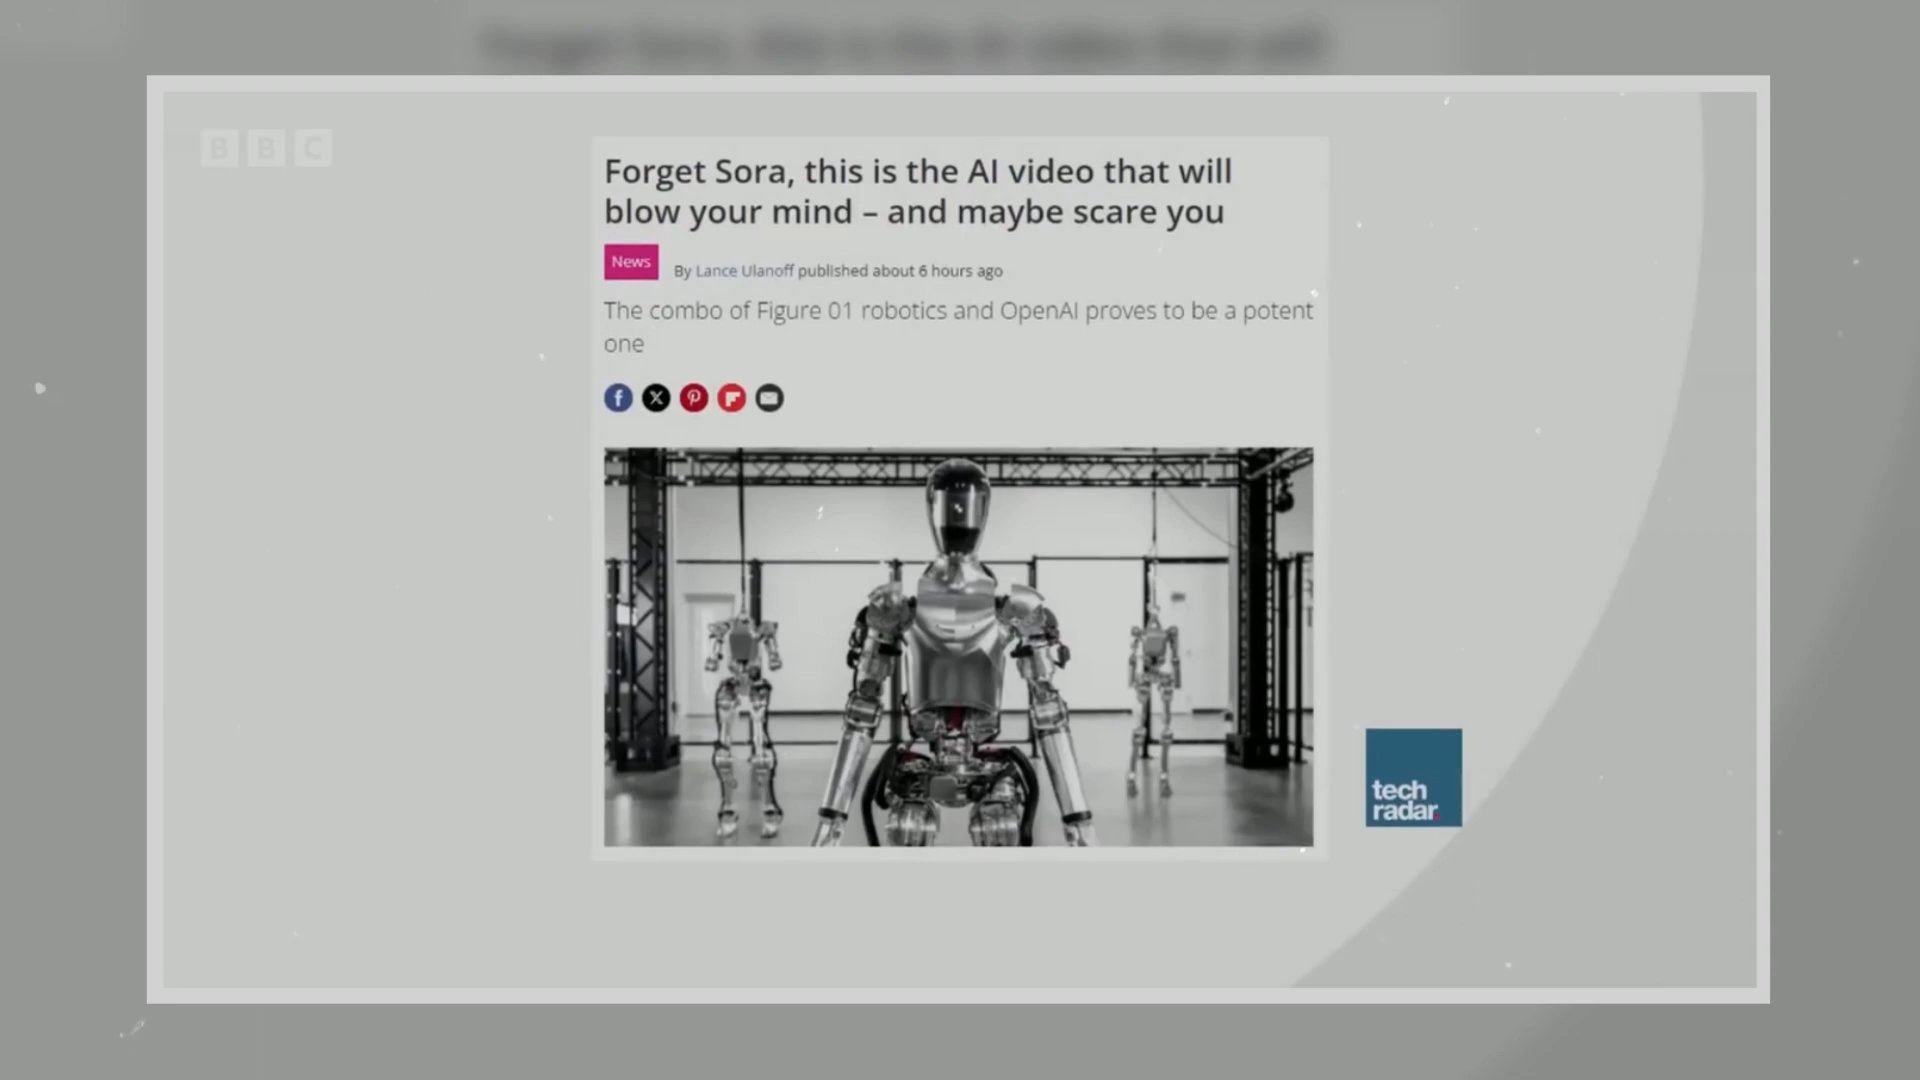 BBC
Forget Sora, this is the AI video that will
blow your mind – and maybe scare you
News
By Lance Ulanoff published about 6 hours ago
The combo of Figure 01 robotics and OpenAI proves to be a potent
one
tech
radar.